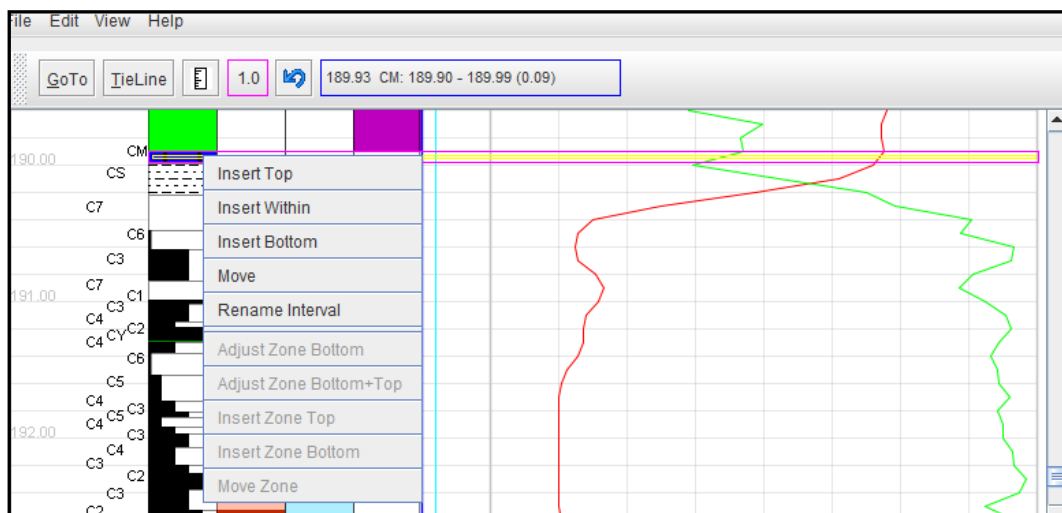 ile Edit View Help
GoTo TieLine 1.0 189.93 CM: 189.90 - 189.99 (0.09)
CM
190.00
CS
Insert Top
C7
Insert Within
C6
Insert Bottom
C3
Move
C7
191.00
C1
C3
Rename Interval
C4
C2
CY
C4
Adjust Zone Bottom
C6
C5
Adjust Zone Bottom+Top
C4
C3
C5
Insert Zone Top
C4
192.00
C3
C4
Insert Zone Bottom
C3
C2
Move Zone
C3
C2